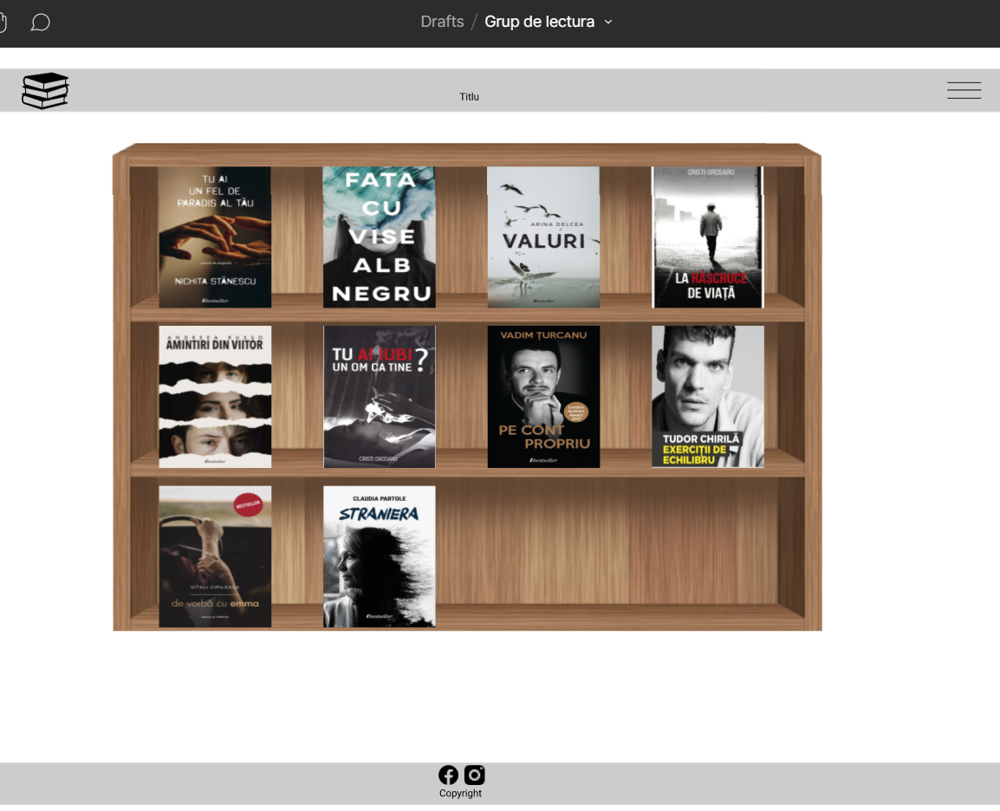 Drafts / Grup de lectura
Titlu
TU AI
UN FEL DE
PARADIS AL TĂU
NICHITA STĂNESCU
#bestseller
FATA
CU
VISE
ALB
NEGRU
ARINA DELCEA
VALURI
#bestseller
CRISTI GROSARU
LA RĂSCRUCE
DE VIAȚĂ
ANDREEA RUSSO
AMINTIRI DIN VIITOR
#bestseller
TU AI IUBI
UN OM CA TINE ?
CRISTI GROSARU
VADIM ȚURCANU
London
Authors
Award
PE CONT
PROPRIU
#bestseller
TUDOR CHIRILĂ
EXERCIȚII DE
ECHILIBRU
BESTSELLER
VITALI CIPILEAGA
de vorbă cu emma
CLAUDIA PARTOLE
STRANIERA
#bestseller
Copyright